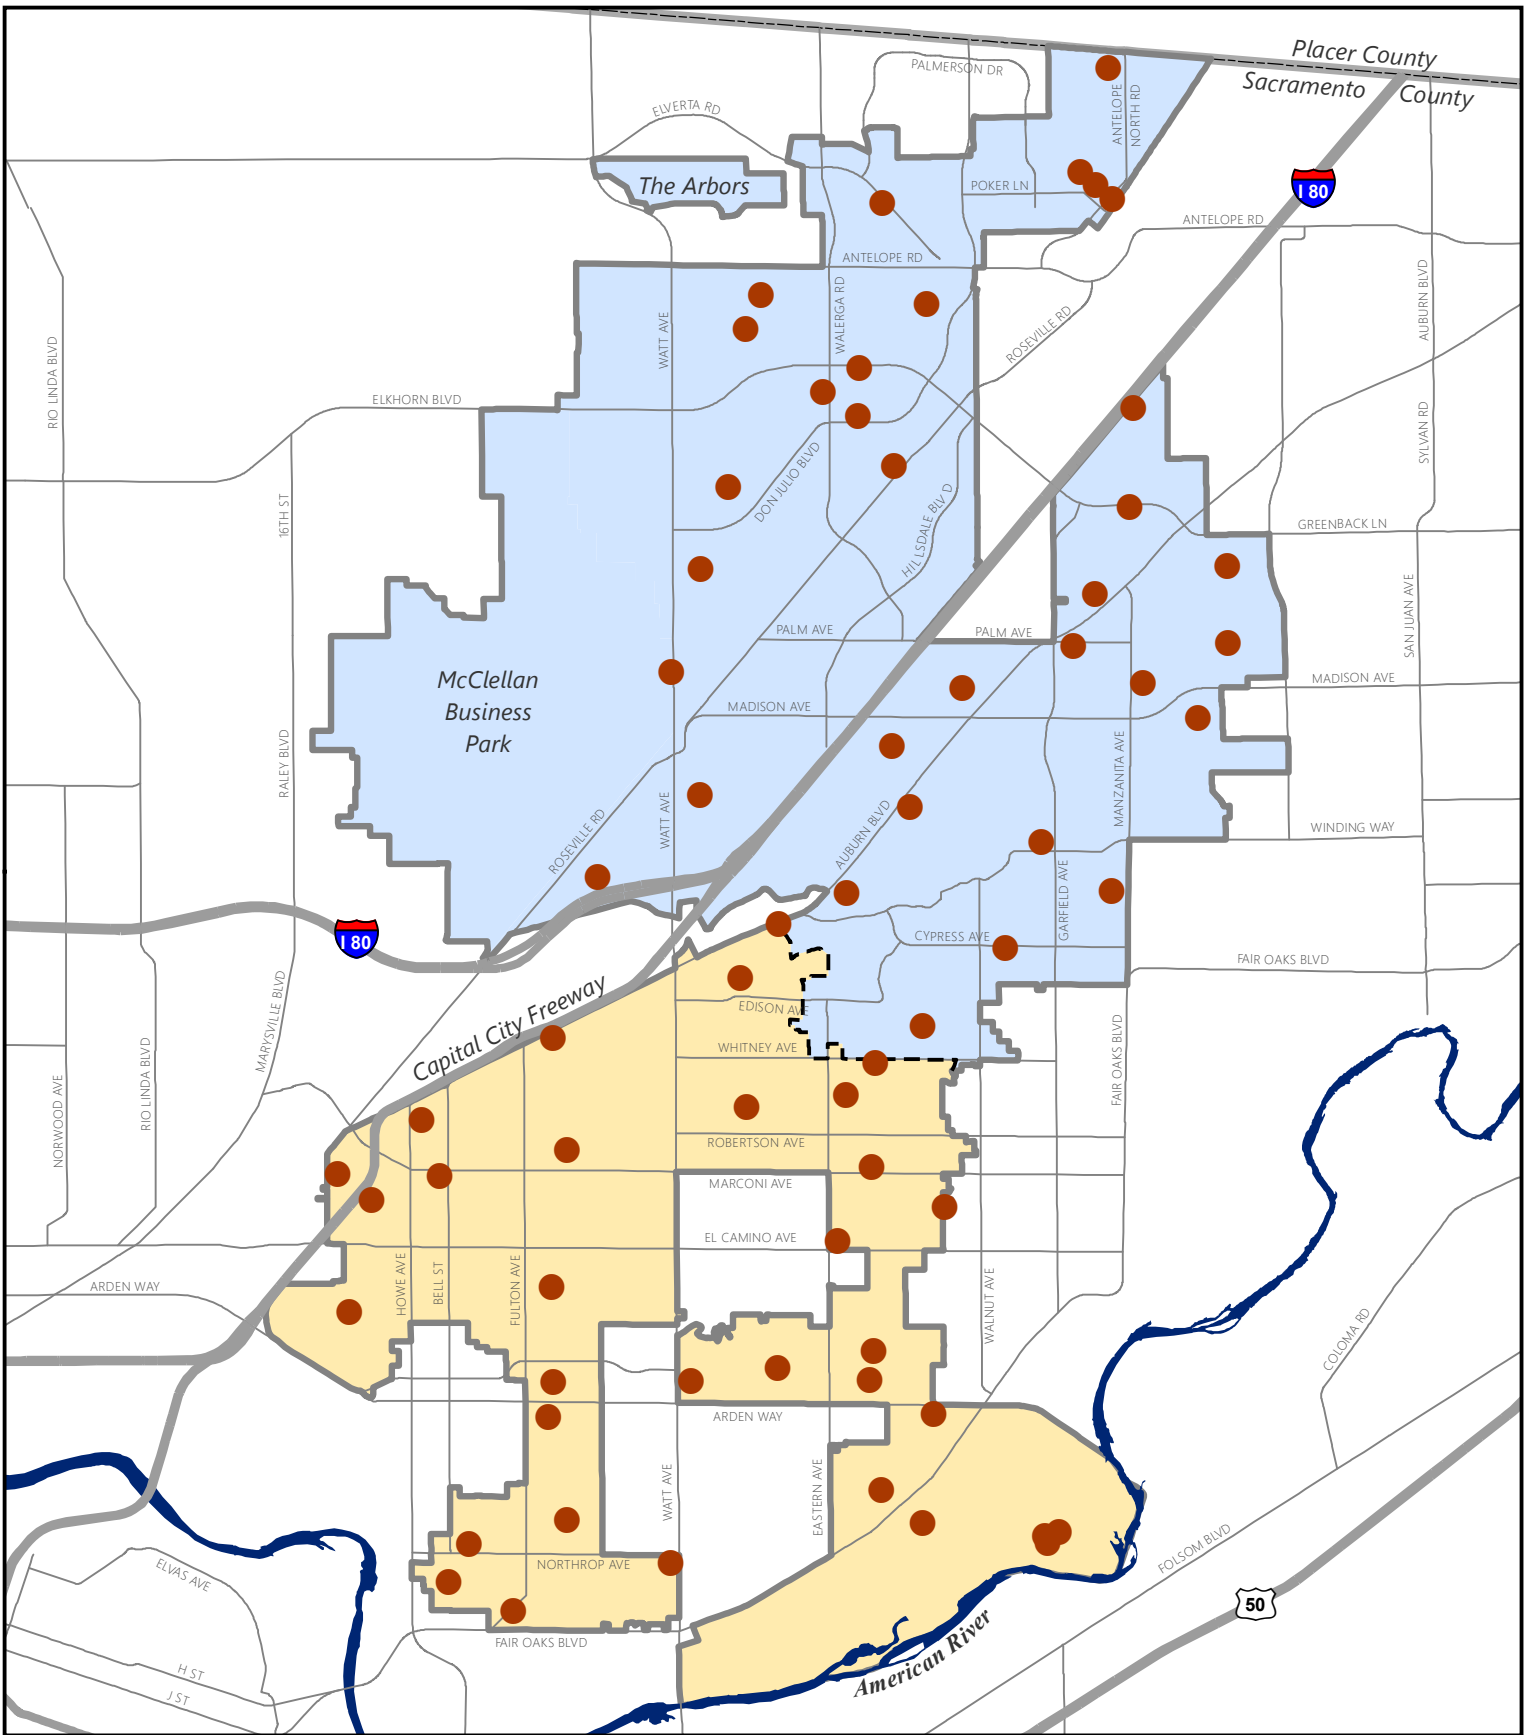 Placer County
Sacramento County
PALMERSON DR
ANTELOPE
NORTH RD
ELVERTA RD
The Arbors
POKER LN
I 80
ANTELOPE RD
ANTELOPE RD
WALERGA RD
WATT AVE
ROSEVILLE RD
AUBURN BLVD
RIO LINDA BLVD
ELKHORN BLVD
SYLVAN RD
DON JULIO BLVD
16TH ST
HILLSDALE BLVD
GREENBACK LN
SAN JUAN AVE
PALM AVE
PALM AVE
McClellan
Business
Park
MADISON AVE
MADISON AVE
RALEY BLVD
MANZANITA AVE
WATT AVE
ROSEVILLE RD
AUBURN BLVD
WINDING WAY
GARFIELD AVE
I 80
CYPRESS AVE
FAIR OAKS BLVD
MARYSVILLE BLVD
Capital City Freeway
EDISON AVE
WHITNEY AVE
FAIR OAKS BLVD
NORWOOD AVE
RIO LINDA BLVD
ROBERTSON AVE
MARCONI AVE
EL CAMINO AVE
ARDEN WAY
HOWE AVE
BELL ST
FULTON AVE
WALNUT AVE
COLOMA RD
ARDEN WAY
WATT AVE
EASTERN AVE
FOLSOM BLVD
ELVAS AVE
NORTHROP AVE
50
American River
FAIR OAKS BLVD
H ST
J ST